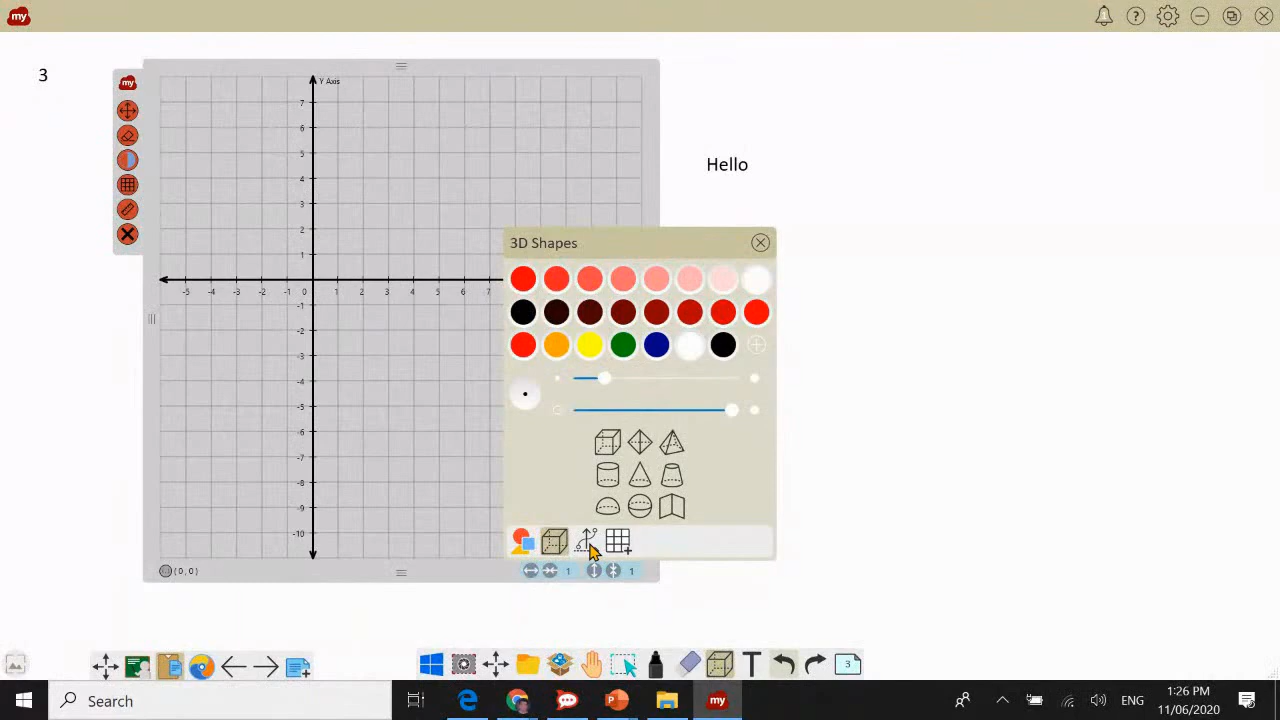 my
3
my
Y Axis
7
6
5
4
3
2
1
-5 -4 -3 -2 -1 0 1 2 3 4 5 6 7
-1
-2
-3
-4
-5
-6
-7
-8
-9
-10
(0, 0)
1 1
Hello
3D Shapes
3
Search
my
ENG
1:26 PM
11/06/2020